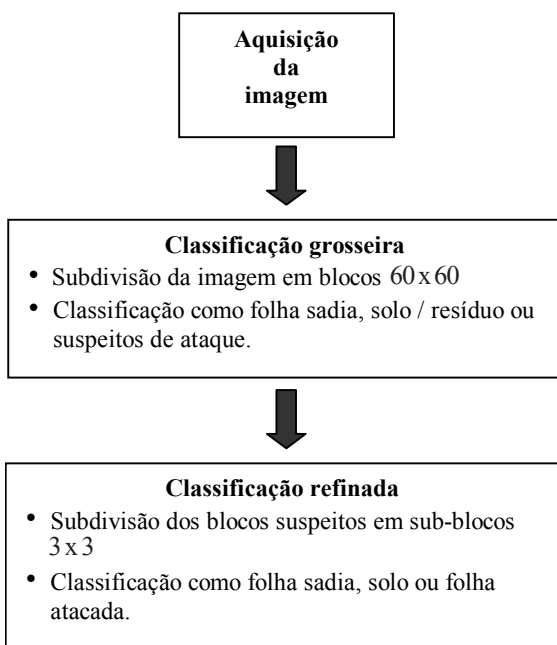 Aquisição
da
imagem
Classificação grosseira
• Subdivisão da imagem em blocos 60 x 60
• Classificação como folha sadia, solo / resíduo ou
suspeitos de ataque.
Classificação refinada
• Subdivisão dos blocos suspeitos em sub-blocos
3 x 3
• Classificação como folha sadia, solo ou folha
atacada.